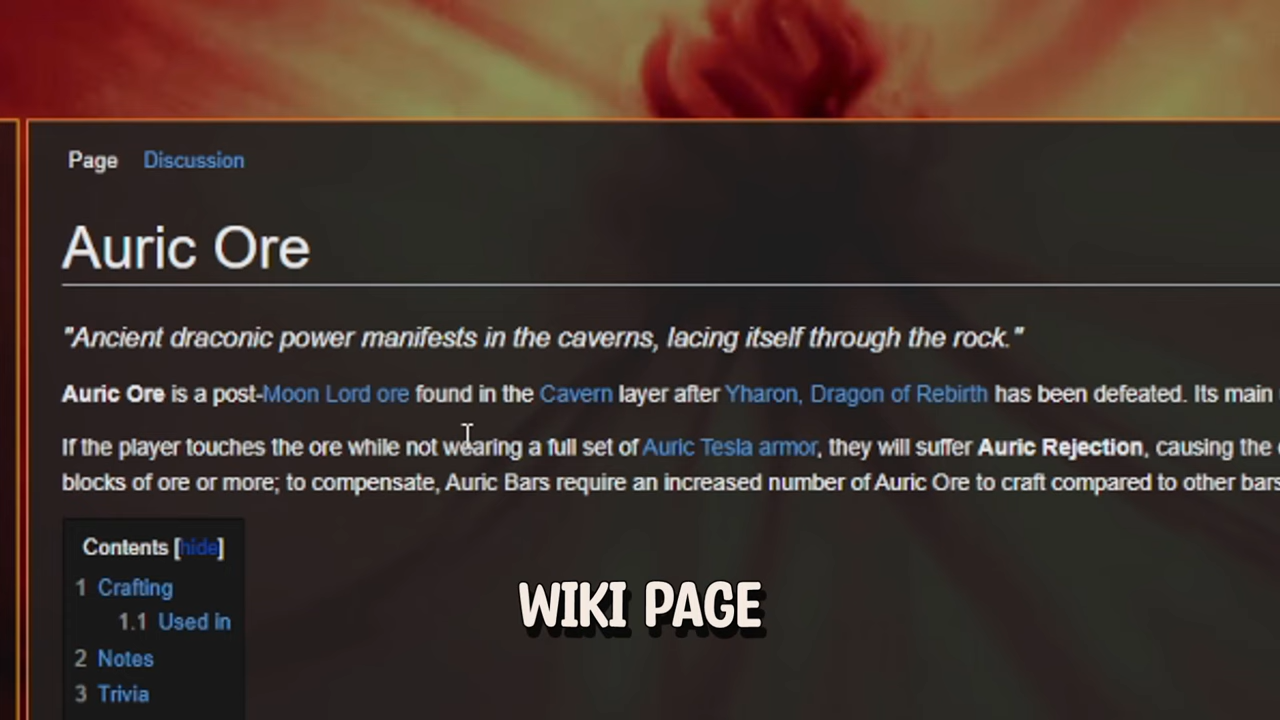 Page Discussion
Auric Ore
"Ancient draconic power manifests in the caverns, lacing itself through the rock."
Auric Ore is a post-Moon Lord ore found in the Cavern layer after Yharon, Dragon of Rebirth has been defeated. Its main
If the player touches the ore while not wearing a full set of Auric Tesla armor, they will suffer Auric Rejection, causing the
blocks of ore or more; to compensate, Auric Bars require an increased number of Auric Ore to craft compared to other bars
Contents [hide]
1 Crafting
1.1 Used in
2 Notes
3 Trivia
WIKI PAGE